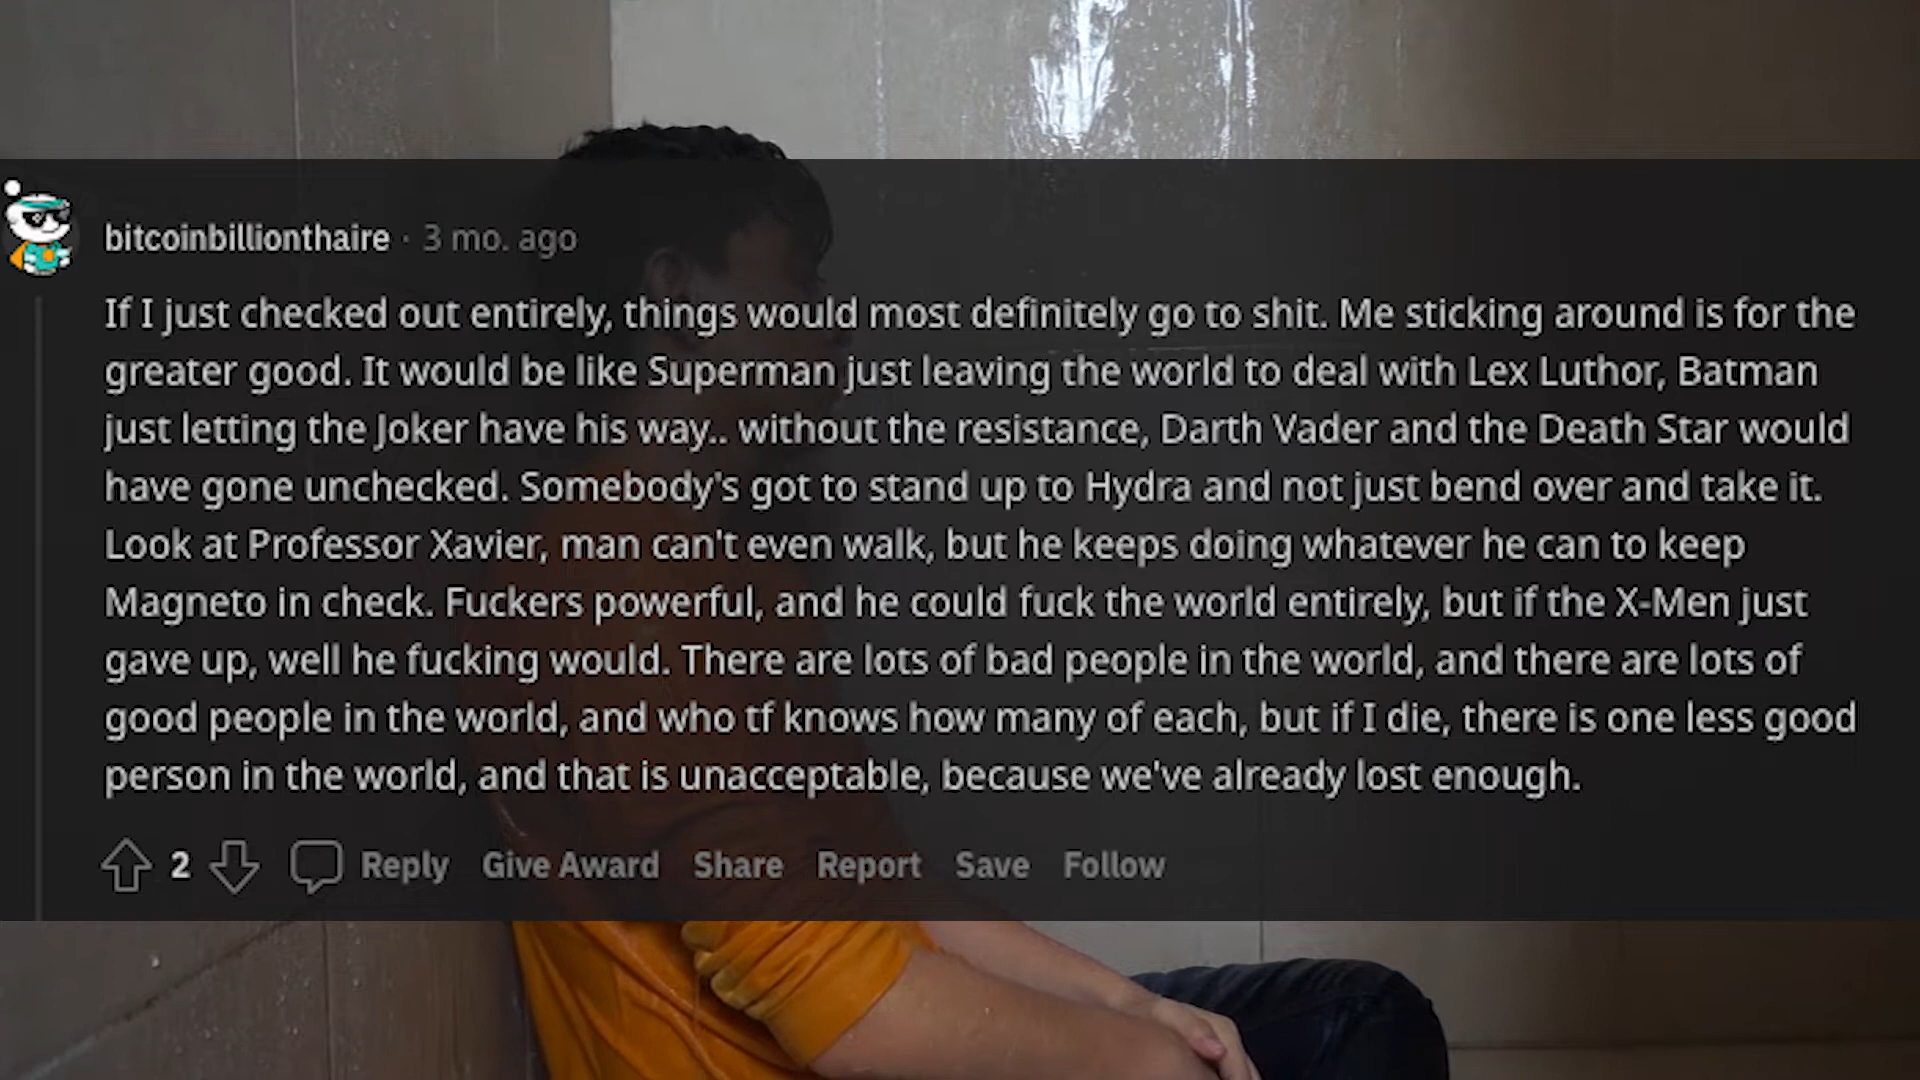 bitcoinbillionthaire · 3 mo. ago
If I just checked out entirely, things would most definitely go to shit. Me sticking around is for the
greater good. It would be like Superman just leaving the world to deal with Lex Luthor, Batman
just letting the Joker have his way.. without the resistance, Darth Vader and the Death Star would
have gone unchecked. Somebody's got to stand up to Hydra and not just bend over and take it.
Look at Professor Xavier, man can't even walk, but he keeps doing whatever he can to keep
Magneto in check. Fuckers powerful, and he could fuck the world entirely, but if the X-Men just
gave up, well he fucking would. There are lots of bad people in the world, and there are lots of
good people in the world, and who tf knows how many of each, but if I die, there is one less good
person in the world, and that is unacceptable, because we've already lost enough.
2 Reply Give Award Share Report Save Follow